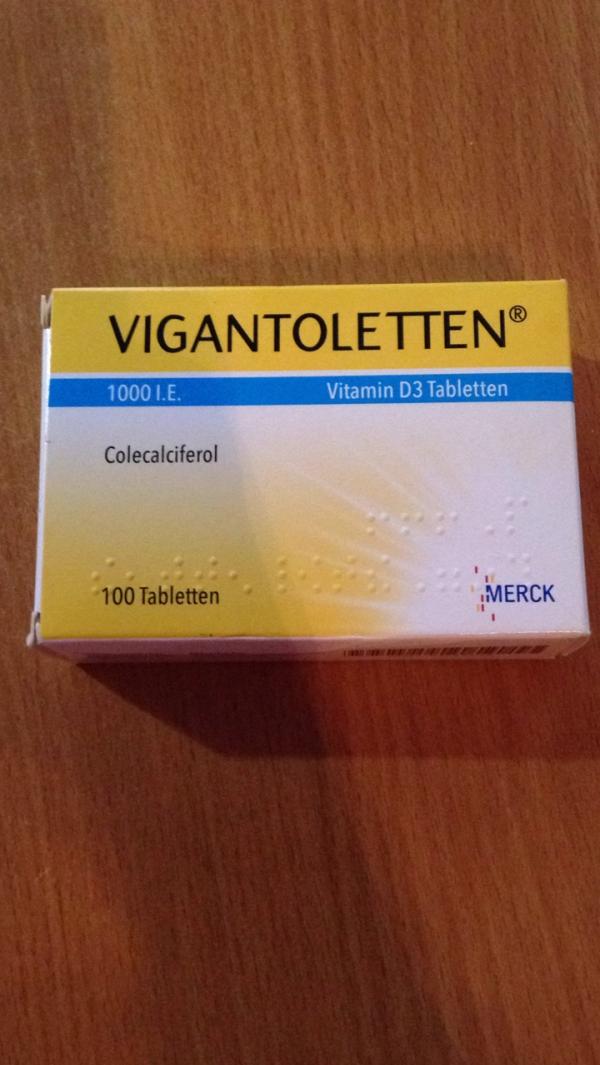 VIGANTOLETTEN®
1000 I.E. Vitamin D3 Tabletten
Colecalciferol
100 Tabletten
MERCK